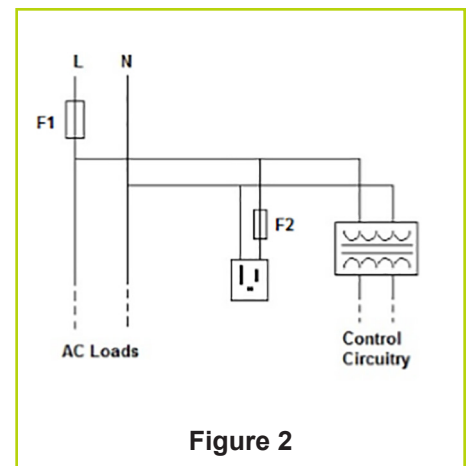 L N
F1
F2
AC Loads
Control
Circuitry
Figure 2